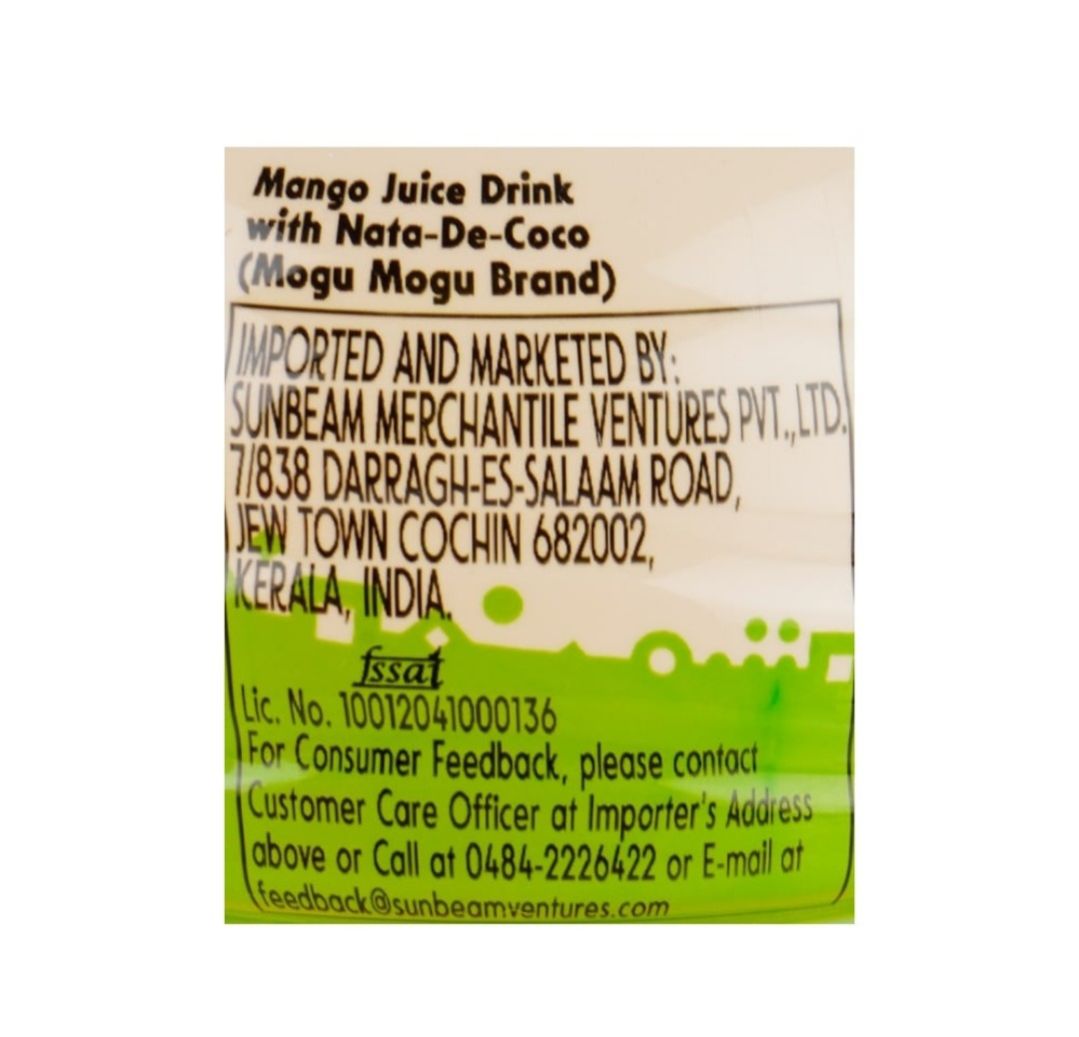 Mango Juice Drink
with Nata-De-Coco
(Mogu Mogu Brand)
IMPORTED AND MARKETED BY:
SUNBEAM MERCHANTILE VENTURES PVT.,LTD.
7/838 DARRAGH-ES-SALAAM ROAD,
JEW TOWN COCHIN 682002,
KERALA, INDIA.
fssai
Lic. No. 10012041000136
For Consumer Feedback, please contact
Customer Care Officer at Importer's Address
above or Call at 0484-2226422 or E-mail at
feedback@sunbeamventures.com